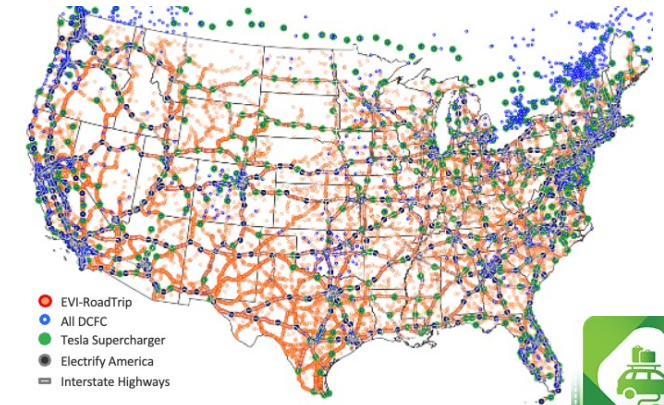 EVI-RoadTrip
All DCFC
Tesla Supercharger
Electrify America
Interstate Highways